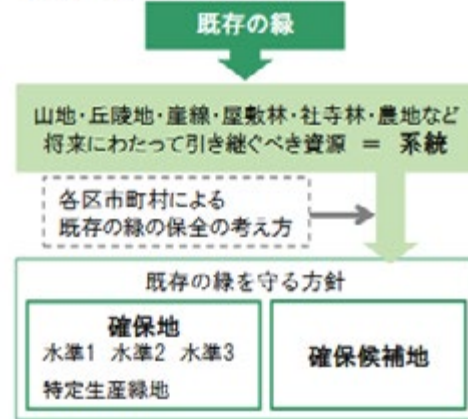 既存の緑
山地・丘陵地・崖線・屋敷林・社寺林・農地など
将来にわたって引き継ぐべき資源 ＝ 系統
各区市町村による
既存の緑の保全の考え方
既存の緑を守る方針
確保地
水準1 水準2 水準3
特定生産緑地
確保候補地